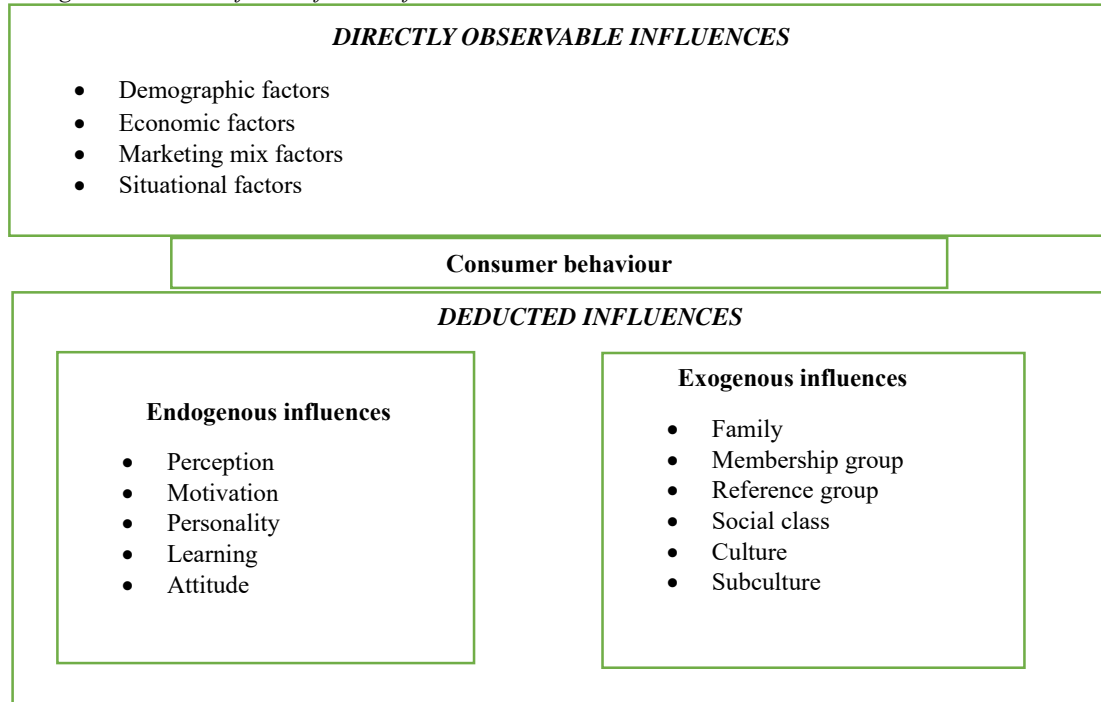 DIRECTLY OBSERVABLE INFLUENCES
• Demographic factors
• Economic factors
• Marketing mix factors
• Situational factors
Consumer behaviour
DEDUCTED INFLUENCES
Endogenous influences
• Perception
• Motivation
• Personality
• Learning
• Attitude
Exogenous influences
• Family
• Membership group
• Reference group
• Social class
• Culture
• Subculture